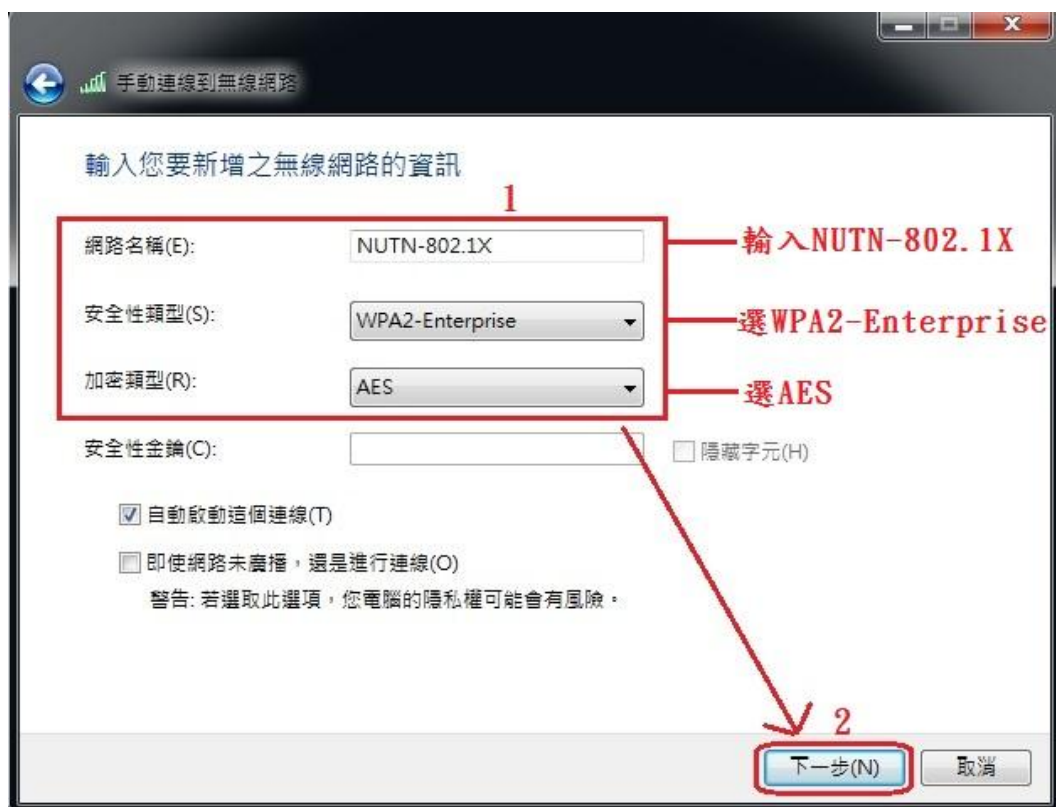 手動連線到無線網路
輸入您要新增之無線網路的資訊
1
網路名稱(E): NUTN-802.1X 輸入NUTN-802.1X
安全性類型(S): WPA2-Enterprise 選WPA2-Enterprise
加密類型(R): AES 選AES
安全性金鑰(C): 隱藏字元(H)
自動啟動這個連線(T)
即使網路未廣播，還是進行連線(O)
警告: 若選取此選項，您電腦的隱私權可能會有風險。
2
下一步(N) 取消